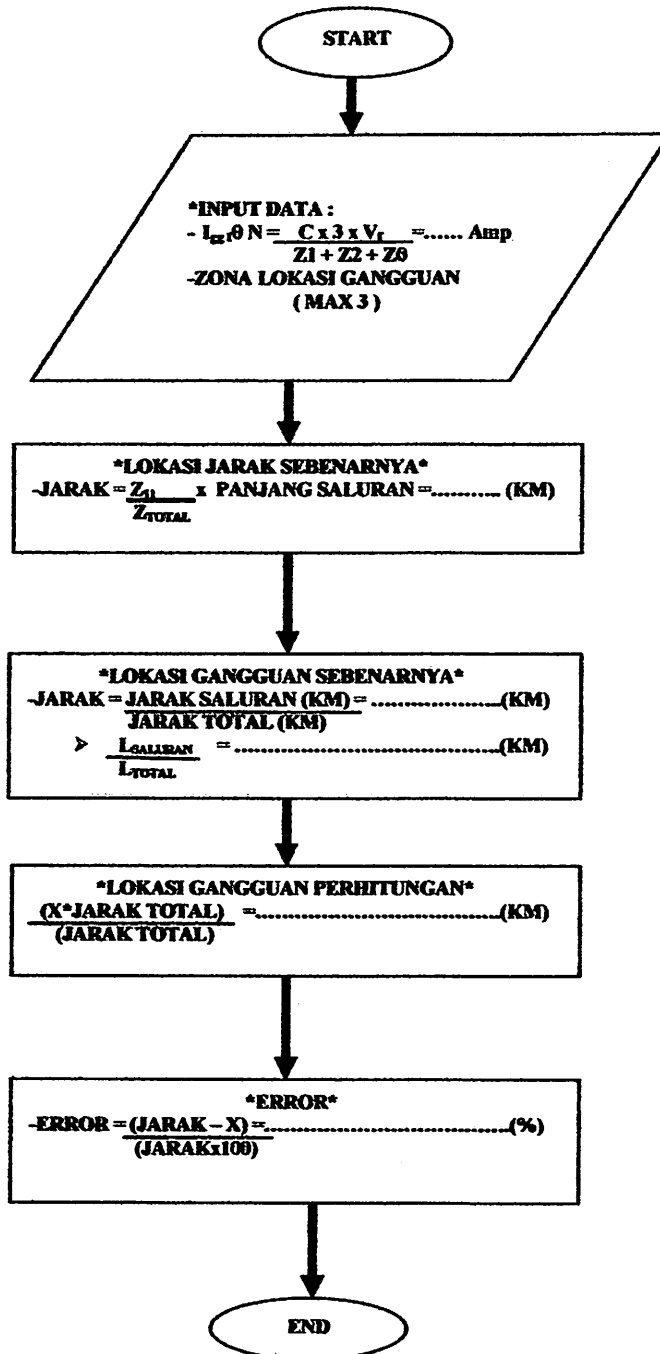 START
*INPUT DATA :
θ N = C x 3 x V_f =...... Amp
Z1 + Z2 + Z0
-ZONA LOKASI GANGGUAN
( MAX 3 )
*LOKASI JARAK SEBENARNYA*
-JARAK = x PANJANG SALURAN =........... (KM)
Z_TOTAL
*LOKASI GANGGUAN SEBENARNYA*
-JARAK = JARAK SALURAN (KM) = ......................(KM)
JARAK TOTAL (KM)
➢ L_SALURAN = ..............................................(KM)
L_TOTAL
*LOKASI GANGGUAN PERHITUNGAN*
(X*JARAK TOTAL) =.........................................(KM)
(JARAK TOTAL)
*ERROR*
-ERROR = (JARAK – X) =..........................................(%)
(JARAKx100)
END